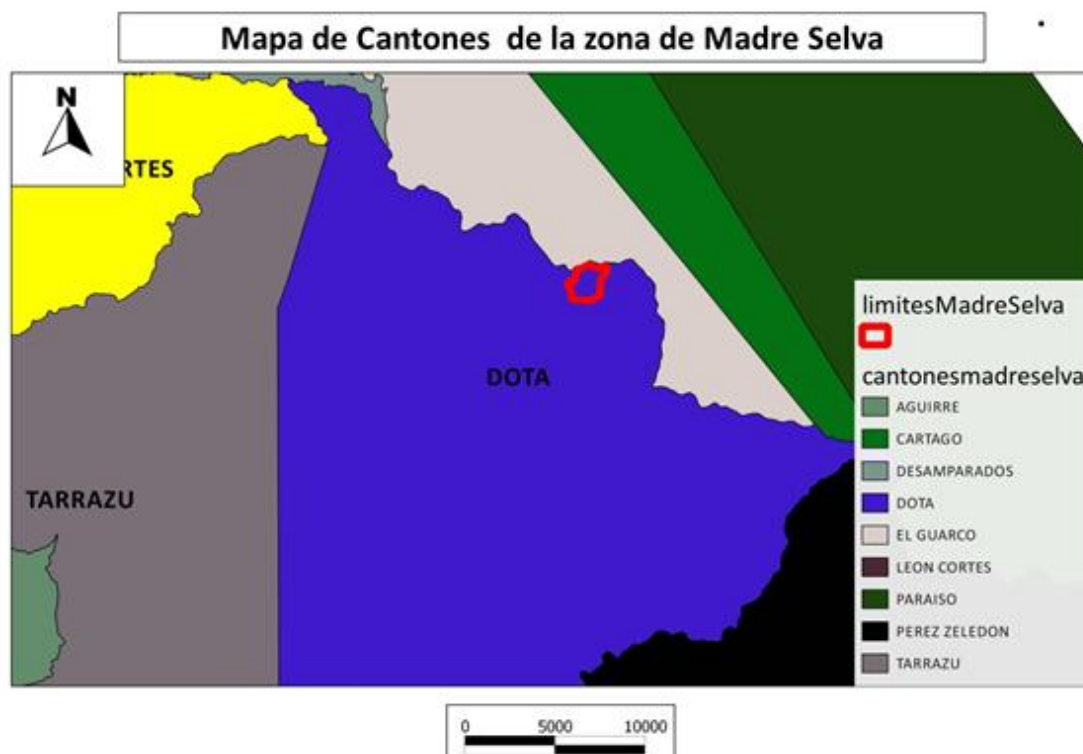 Mapa de Cantones de la zona de Madre Selva
N
RTES
DOTA
TARRAZU
limitesMadreSelva
cantonesmadreselva
AGUIRRE
CARTAGO
DESAMPARADOS
DOTA
EL GUARCO
LEON CORTES
PARAISO
PEREZ ZELEDON
TARRAZU
0 5000 10000